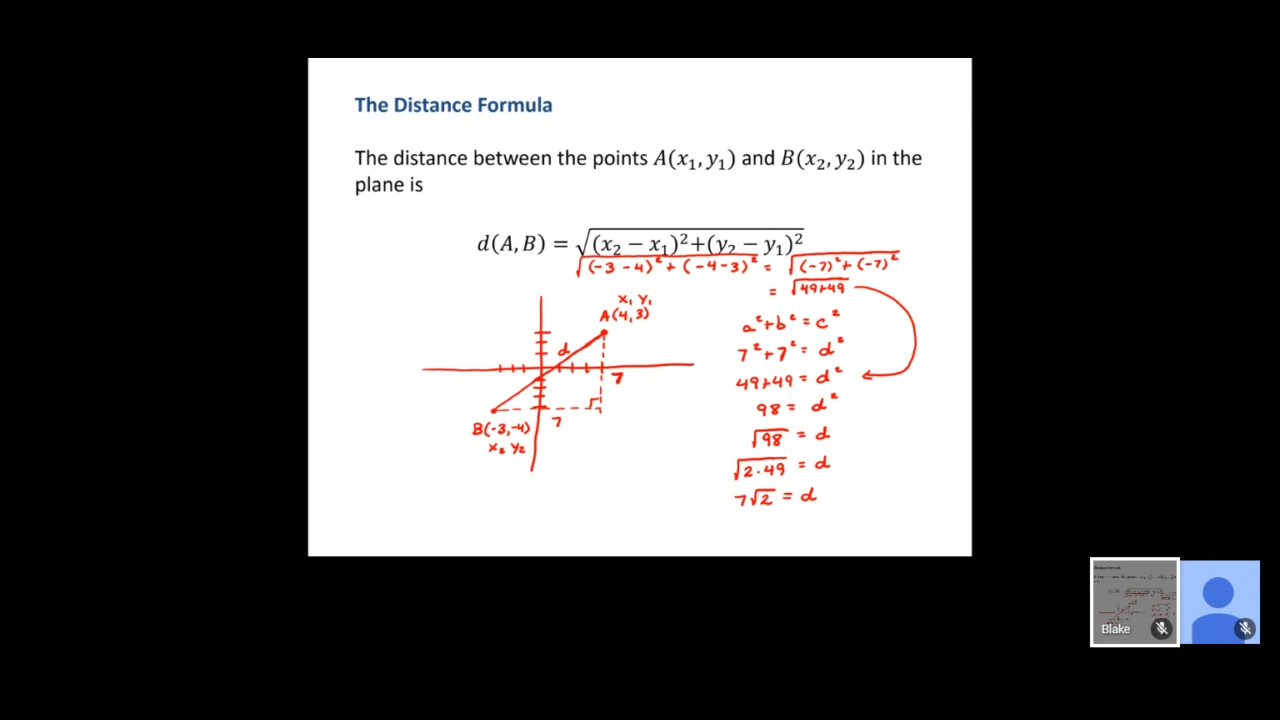 The Distance Formula
The distance between the points A(x₁, y₁) and B(x₂, y₂) in the
plane is
d(A, B) = √(x₂ − x₁)²+(y₂ − y₁)²
√(-3 - 4)² + (-4 - 3)² = √(-7)² + (-7)²
= √49+49
x₁ y₁
A(4,3)
d
7
7
B(-3,-4)
x₂ y₂
a² + b² = c²
7² + 7² = d²
49+49 = d²
98 = d²
√98 = d
√2·49 = d
7√2 = d
Blake